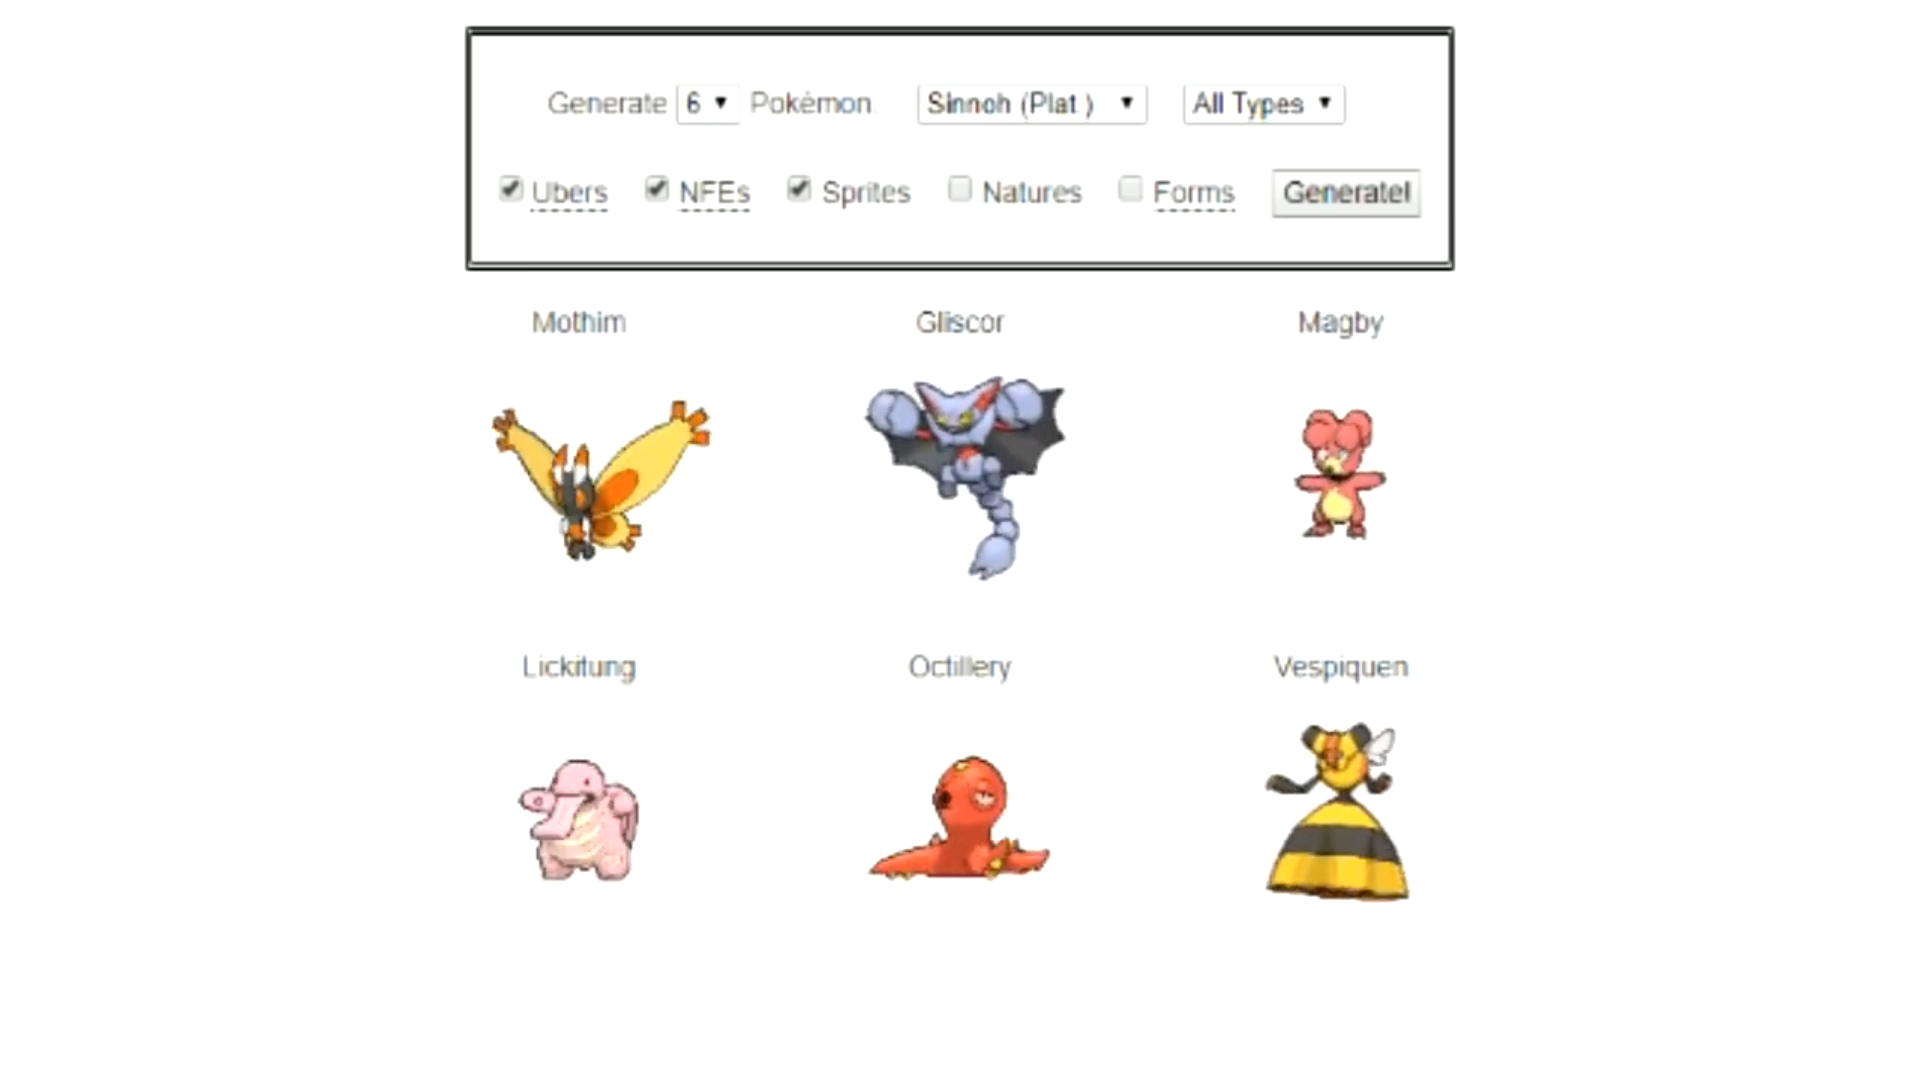 Generate 6 Pokémon Sinnoh (Plat ) All Types
Ubers NFEs Sprites Natures Forms Generate!
Mothim Gliscor Magby
Lickitung Octillery Vespiquen